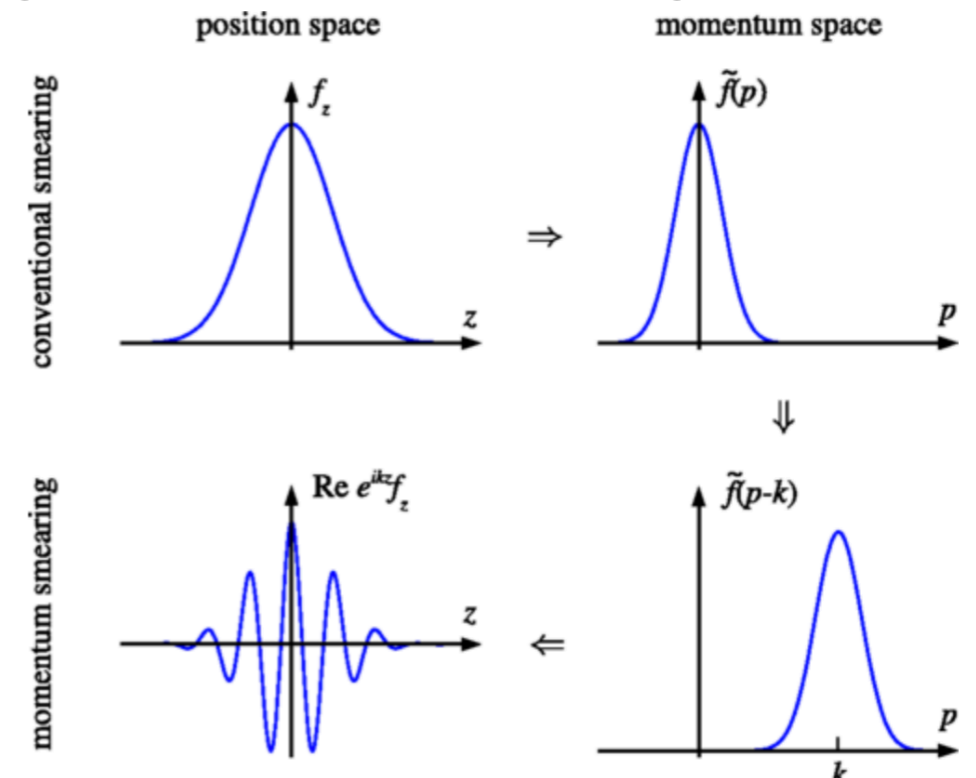 position space
momentum space
conventional smearing
f_z
z
⇒
f̃(p)
p
⇓
momentum smearing
Re e^{ikz}f_z
z
⇐
f̃(p-k)
p
k